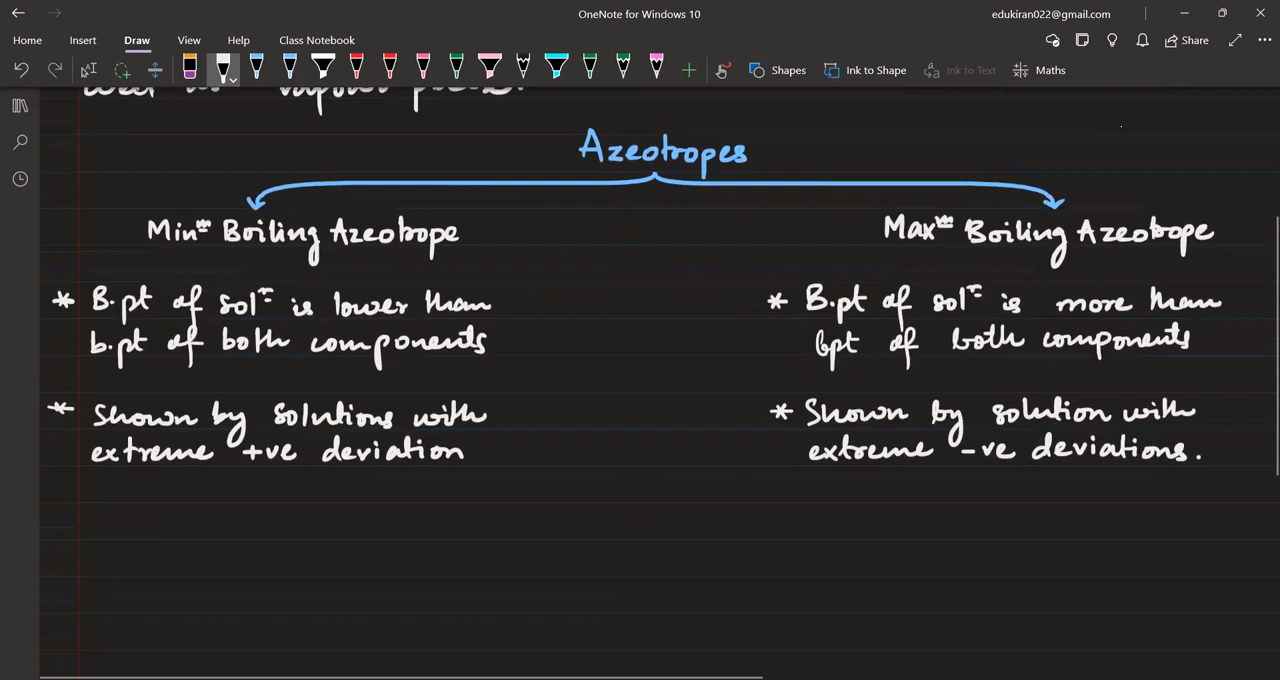 OneNote for Windows 10
edukiran022@gmail.com
Home Insert Draw View Help Class Notebook
Share
Shapes Ink to Shape Ink to Text Maths
Azeotropes
Minᵐ Boiling Azeotrope
Maxᵐ Boiling Azeotrope
* B.pt of solⁿ is lower than
b.pt of both components
* B.pt of solⁿ is more than
bpt of both components
* Shown by solutions with
extreme +ve deviation
* Shown by solution with
extreme -ve deviations.